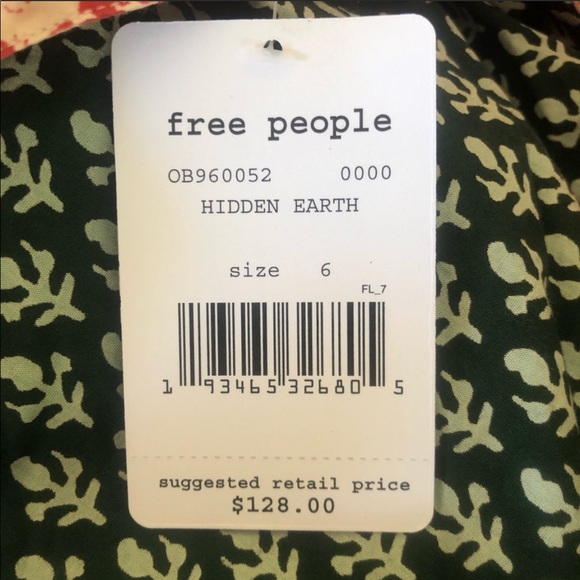 free people
OB960052 0000
HIDDEN EARTH
size 6
FL_7
1 93465 32680 5
suggested retail price
$128.00